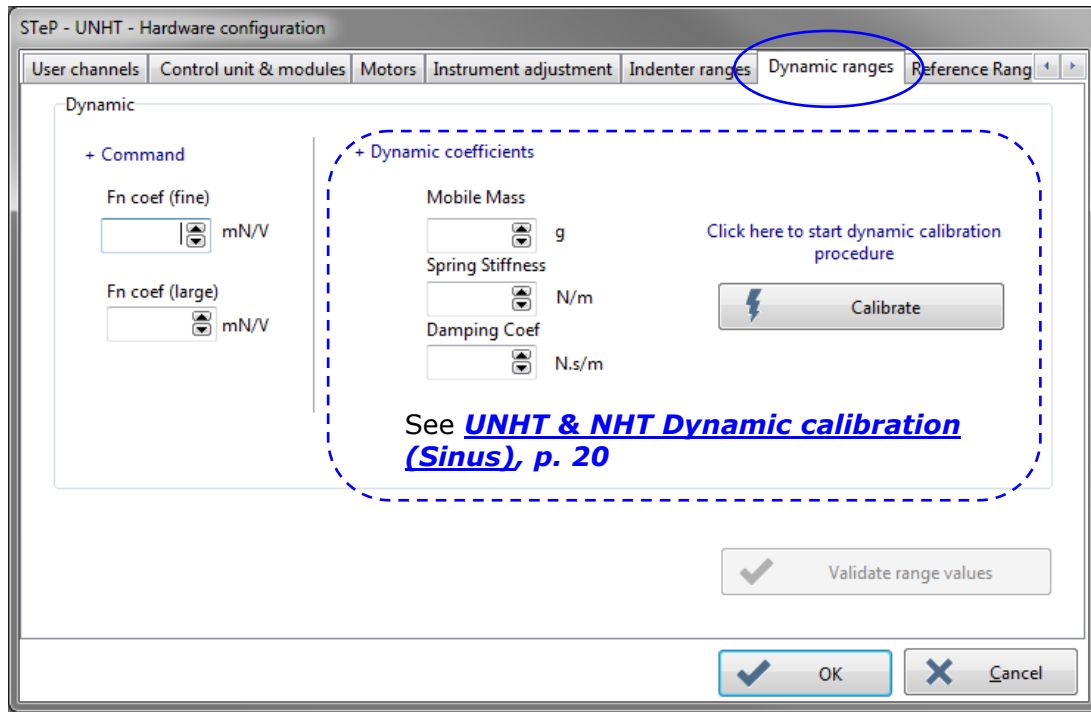 STeP - UNHT - Hardware configuration
User channels Control unit & modules Motors Instrument adjustment Indenter ranges Dynamic ranges Reference Rang
Dynamic
+ Command
Fn coef (fine)
mN/V
Fn coef (large)
mN/V
+ Dynamic coefficients
Mobile Mass
g
Spring Stiffness
N/m
Damping Coef
N.s/m
Click here to start dynamic calibration
procedure
Calibrate
See UNHT & NHT Dynamic calibration
(Sinus), p. 20
Validate range values
OK
Cancel